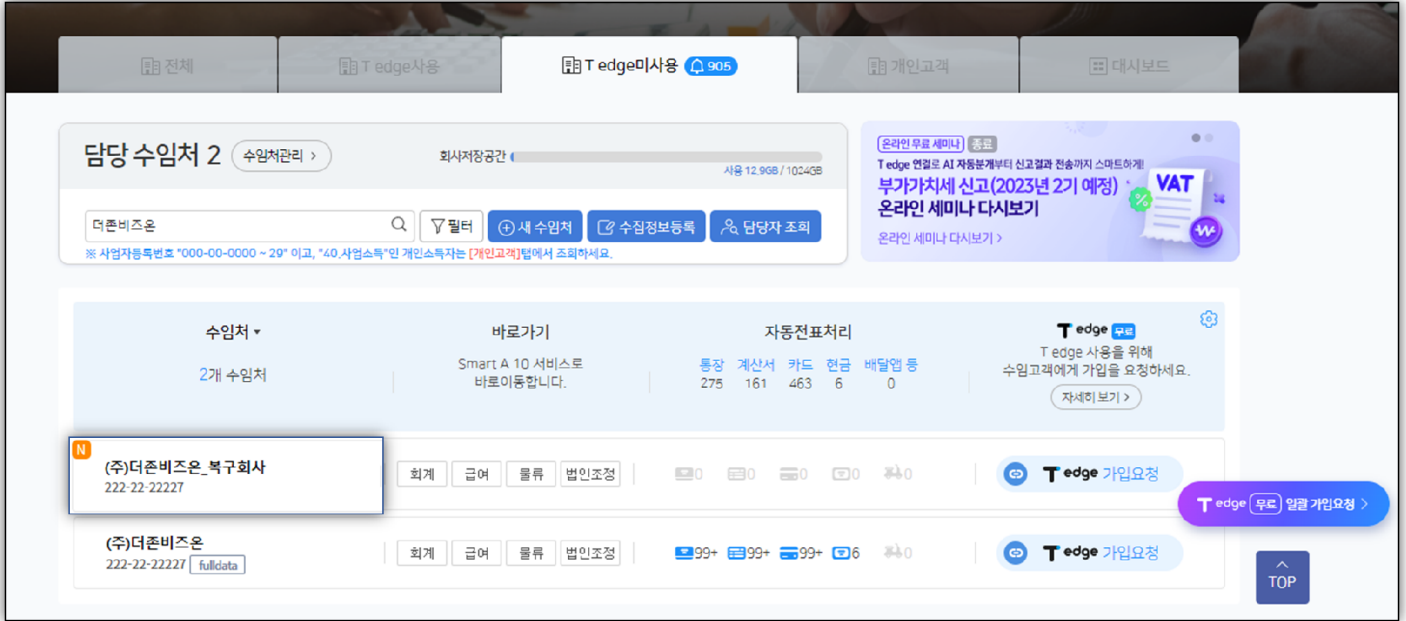 전체
T edge사용
T edge미사용 905
개인고객
대시보드
담당 수임처 2
수임처관리 >
회사저장공간
사용 12.9GB / 1024GB
더존비즈온
필터
새 수임처
수집정보등록
담당자 조회
※ 사업자등록번호 "000-00-0000 ~ 29" 이고, "40.사업소득"인 개인소득자는 [개인고객]탭에서 조회하세요.
온라인 무료 세미나 종료
T edge 연결로 AI 자동분개부터 신고결과 전송까지 스마트하게!
부가가치세 신고(2023년 2기 예정)
온라인 세미나 다시보기
온라인 세미나 다시보기 >
VAT
%
W
수임처 ▾
2개 수임처
바로가기
Smart A 10 서비스로
바로이동합니다.
자동전표처리
통장 계산서 카드 현금 배달앱 등
275 161 463 6 0
T edge 무료
T edge 사용을 위해
수임고객에게 가입을 요청하세요.
자세히 보기 >
N
(주)더존비즈온_복구회사
222-22-22227
회계 급여 물류 법인조정
0 0 0 0 0
T edge 가입요청
T edge 무료 일괄 가입요청 >
(주)더존비즈온
222-22-22227 fulldata
회계 급여 물류 법인조정
99+ 99+ 99+ 6 0
T edge 가입요청
TOP